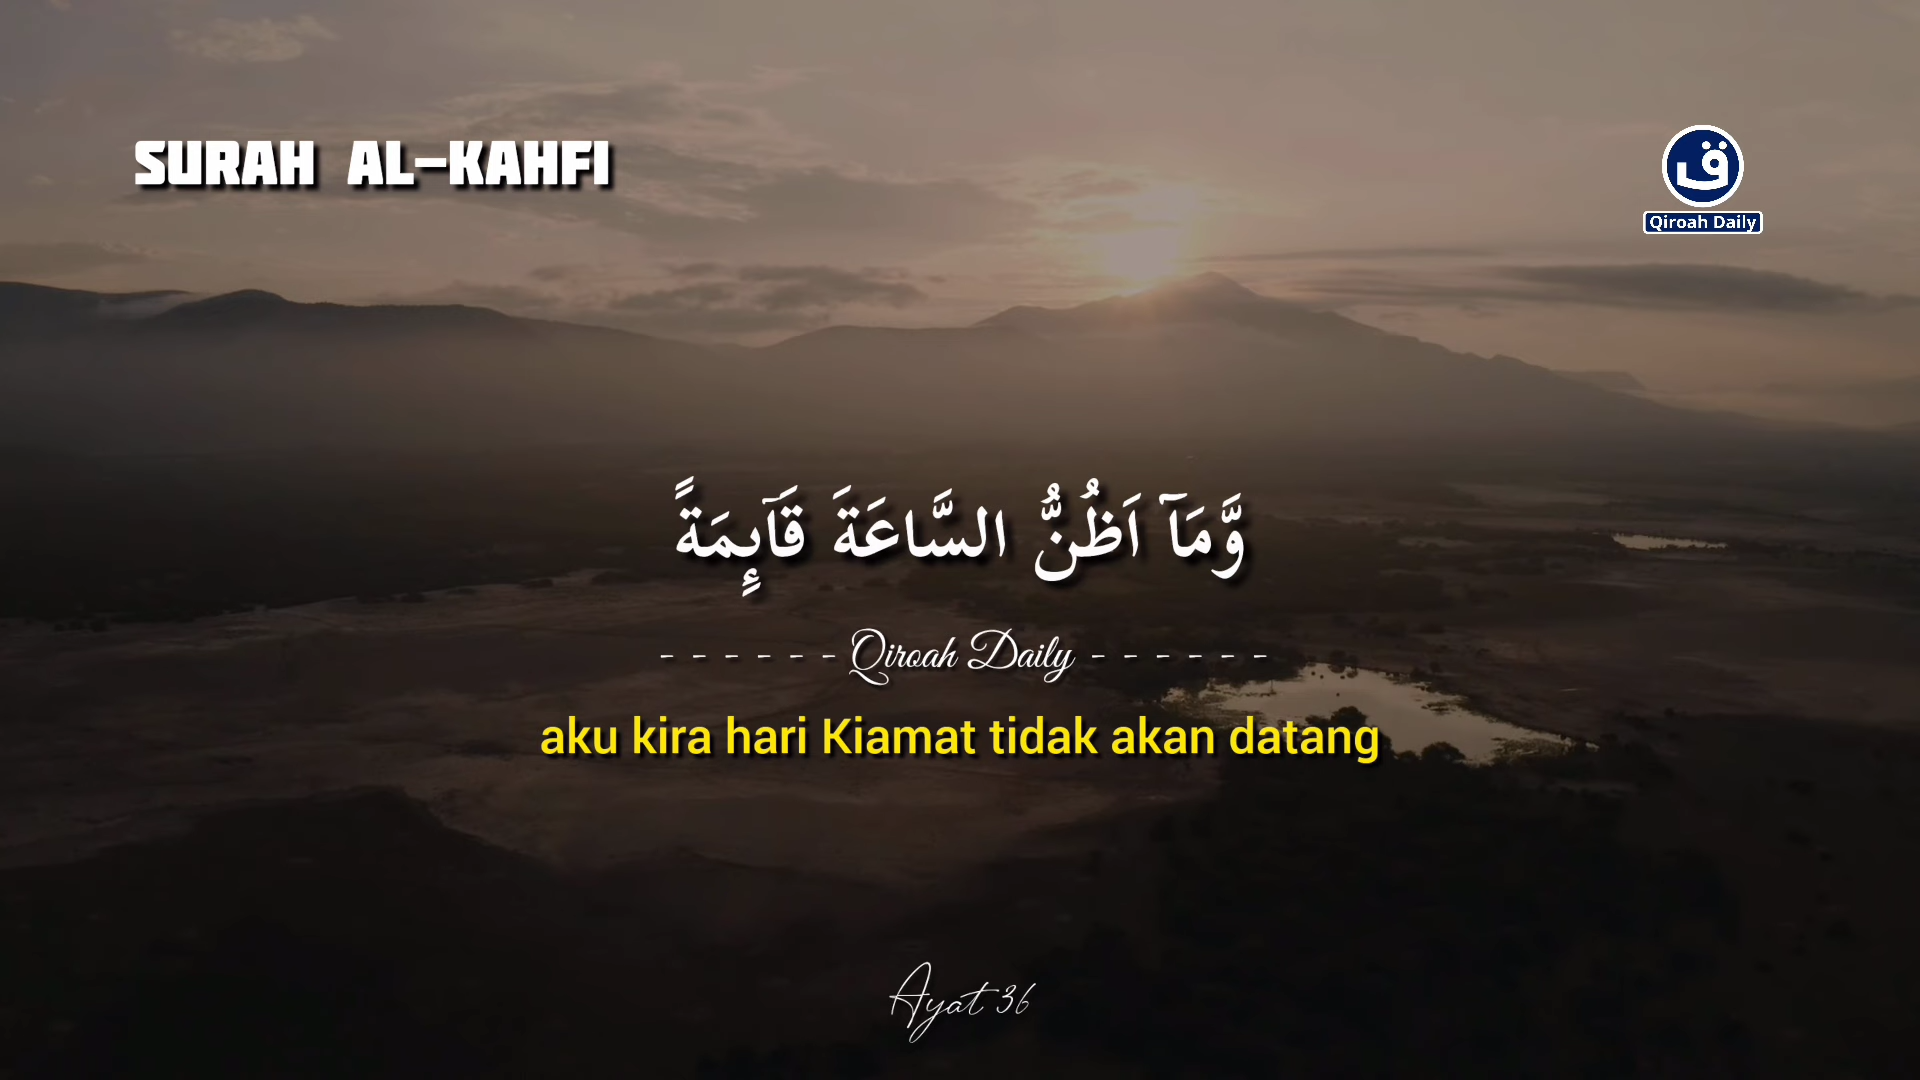 SURAH AL-KAHFI
ق
Qiroah Daily
وَّمَآ اَظُنُّ السَّاعَةَ قَاۤىِٕمَةً
- - - - - - Qiroah Daily - - - - - -
aku kira hari Kiamat tidak akan datang
Ayat 36